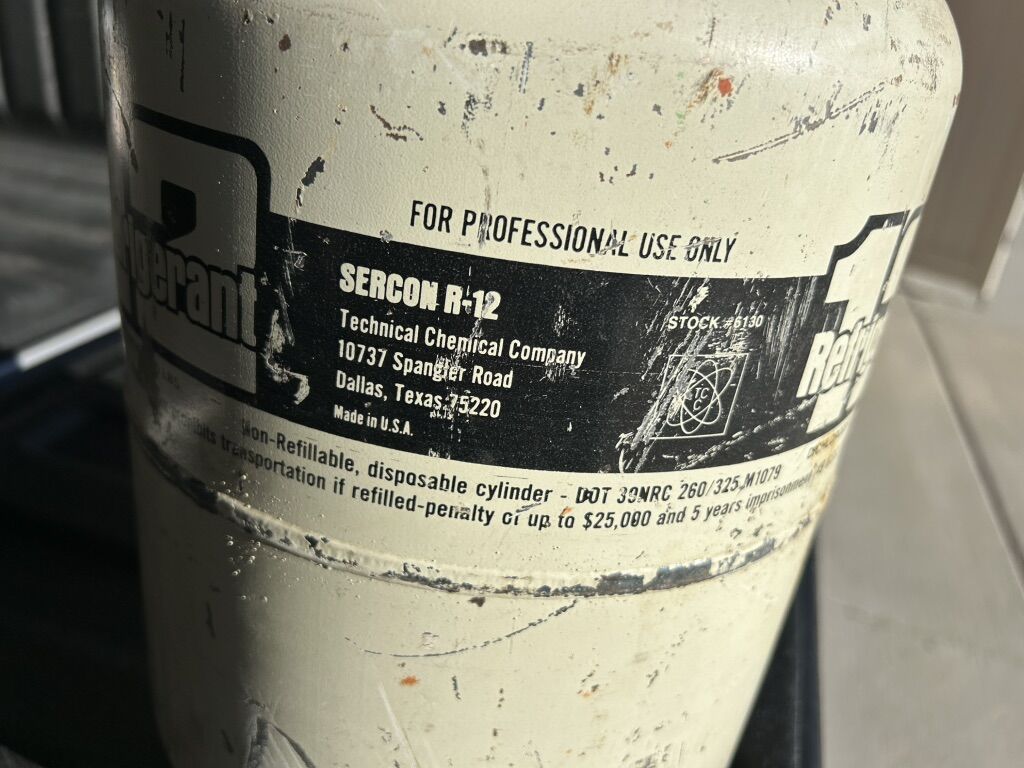 FOR PROFESSIONAL USE ONLY
SERCON R-12
Technical Chemical Company
10737 Spangler Road
Dallas, Texas 75220
Made in U.S.A.
STOCK #6130
TCC
Non-Refillable, disposable cylinder - DOT 39NRC 260/325 M1079
transportation if refilled-penalty of up to $25,000 and 5 years imprisonment